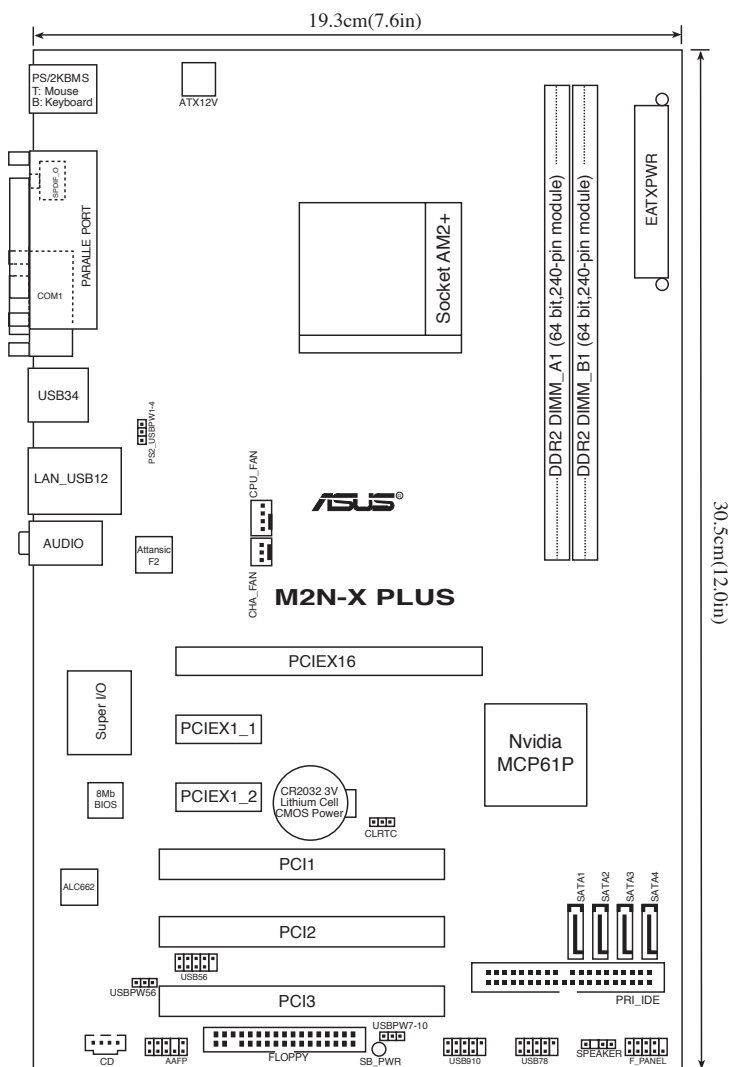 19.3cm(7.6in)
PS/2KBMS
T: Mouse
B: Keyboard
ATX12V
SPDIF_O
PARALLE PORT
COM1
Socket AM2+
DDR2 DIMM_A1 (64 bit,240-pin module)
DDR2 DIMM_B1 (64 bit,240-pin module)
EATXPWR
30.5cm(12.0in)
USB34
PS2_USBPW1-4
LAN_USB12
CPU_FAN
ASUS®
AUDIO
Attansic
F2
CHA_FAN
M2N-X PLUS
PCIEX16
Super I/O
PCIEX1_1
Nvidia
MCP61P
8Mb
BIOS
PCIEX1_2
CR2032 3V
Lithium Cell
CMOS Power
CLRTC
PCI1
ALC662
SATA1
SATA2
SATA3
SATA4
PCI2
USB56
USBPW56
PCI3
PRI_IDE
USBPW7-10
CD
AAFP
FLOPPY
SB_PWR
USB910
USB78
SPEAKER
F_PANEL